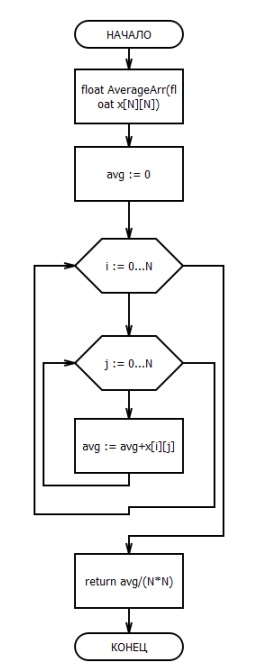 НАЧАЛО
float AverageArr(fl
oat x[N][N])
avg := 0
i := 0...N
j := 0...N
avg := avg+x[i][j]
return avg/(N*N)
КОНЕЦ